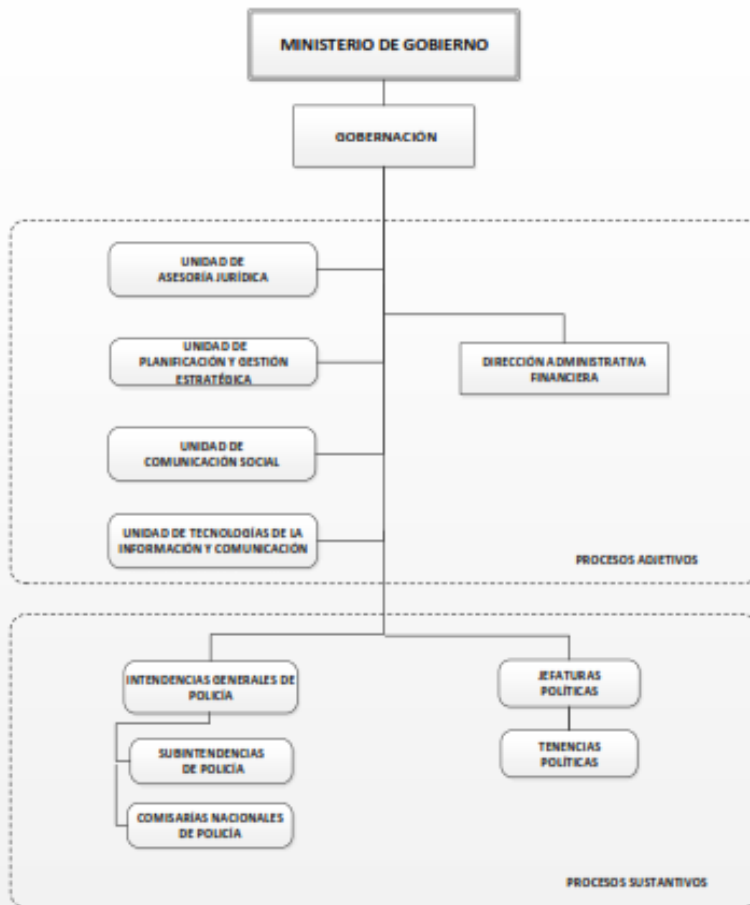 MINISTERIO DE GOBIERNO
GOBERNACIÓN
UNIDAD DE
ASESORÍA JURÍDICA
UNIDAD DE
PLANIFICACIÓN Y GESTIÓN
ESTRATÉGICA
DIRECCIÓN ADMINISTRATIVA
FINANCIERA
UNIDAD DE
COMUNICACIÓN SOCIAL
UNIDAD DE TECNOLOGÍAS DE LA
INFORMACIÓN Y COMUNICACIÓN
PROCESOS ADJETIVOS
INTENDENCIAS GENERALES DE
POLICÍA
SUBINTENDENCIAS
DE POLICÍA
COMISARÍAS NACIONALES
DE POLICÍA
JEFATURAS
POLÍTICAS
TENENCIAS
POLÍTICAS
PROCESOS SUSTANTIVOS